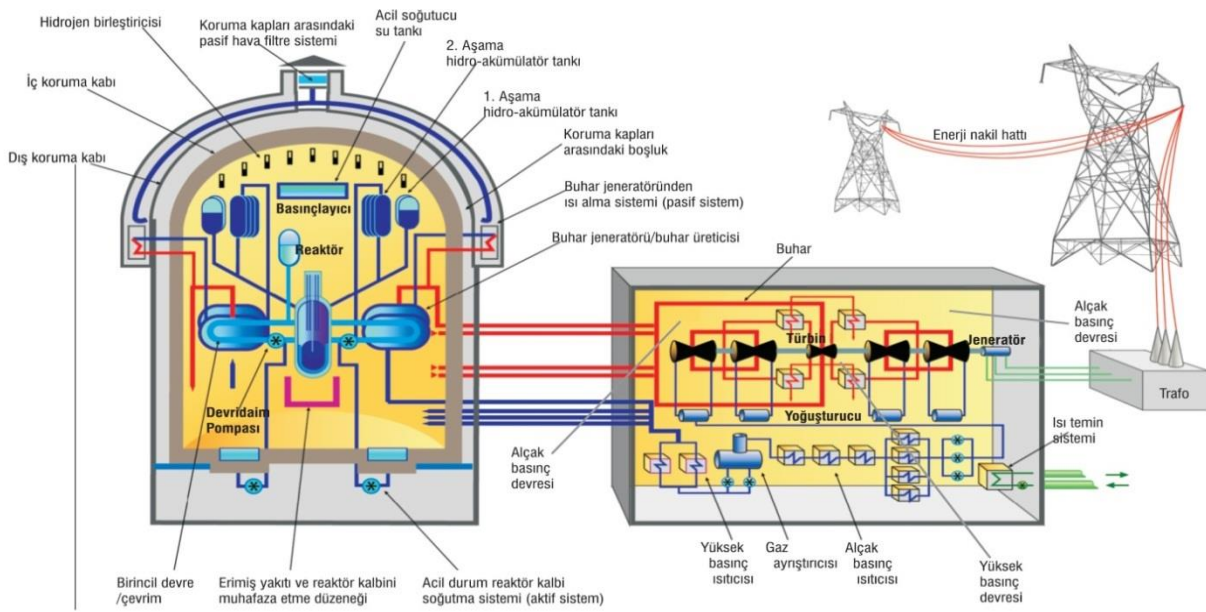 Hidrojen birleştiricisi
Koruma kapları arasındaki
pasif hava filtre sistemi
Acil soğutucu
su tankı
2. Aşama
hidro-akümülatör tankı
1. Aşama
hidro-akümülatör tankı
İç koruma kabı
Dış koruma kabı
Koruma kapları
arasındaki boşluk
Buhar jeneratöründen
ısı alma sistemi (pasif sistem)
Buhar jeneratörü/buhar üreticisi
Basınçlayıcı
Reaktör
Devridaim
Pompası
Birincil devre
/çevrim
Erimiş yakıtı ve reaktör kalbini
muhafaza etme düzeneği
Acil durum reaktör kalbi
soğutma sistemi (aktif sistem)
Enerji nakil hattı
Buhar
Alçak
basınç
devresi
Türbin
Jeneratör
Trafo
Yoğuşturucu
Isı temin
sistemi
Alçak
basınç
devresi
Yüksek
basınç
ısıtıcısı
Gaz
ayrıştırıcısı
Alçak
basınç
ısıtıcısı
Yüksek
basınç
devresi